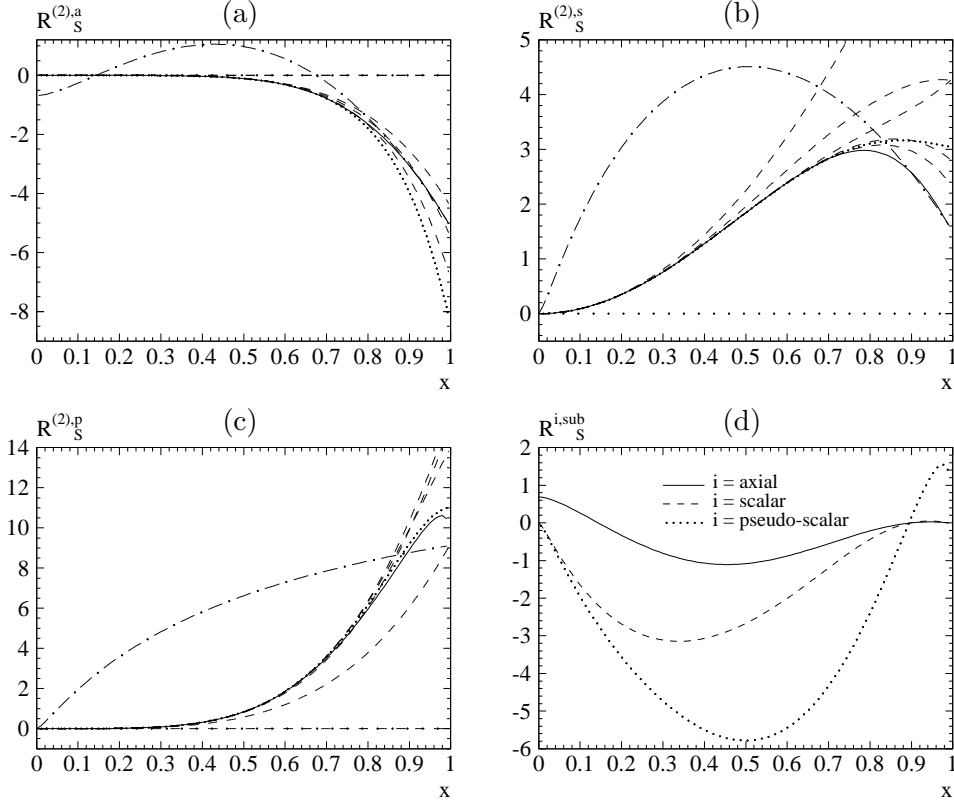 R_S^{(2),a} (a)
0
-2
-4
-6
-8
0 0.1 0.2 0.3 0.4 0.5 0.6 0.7 0.8 0.9 1
x
R_S^{(2),s} (b)
5
4
3
2
1
0
0 0.1 0.2 0.3 0.4 0.5 0.6 0.7 0.8 0.9 1
x
R_S^{(2),p} (c)
14
12
10
8
6
4
2
0
0 0.1 0.2 0.3 0.4 0.5 0.6 0.7 0.8 0.9 1
x
R_S^{i,sub} (d)
2
1
0
-1
-2
-3
-4
-5
-6
i = axial
i = scalar
i = pseudo-scalar
0 0.1 0.2 0.3 0.4 0.5 0.6 0.7 0.8 0.9 1
x